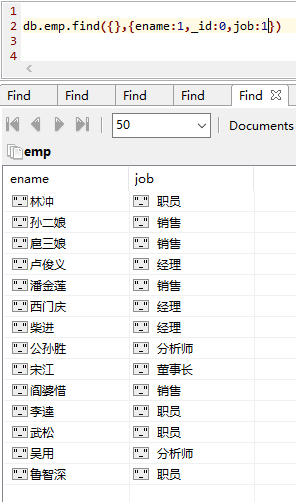 1
2 db.emp.find({},{ename:1,_id:0,job:1})
3
4
Find Find Find Find Find
50 Documents
emp
ename job
林冲 职员
孙二娘 销售
扈三娘 销售
卢俊义 经理
潘金莲 销售
西门庆 经理
柴进 经理
公孙胜 分析师
宋江 董事长
阎婆惜 销售
李逵 职员
武松 职员
吴用 分析师
鲁智深 职员